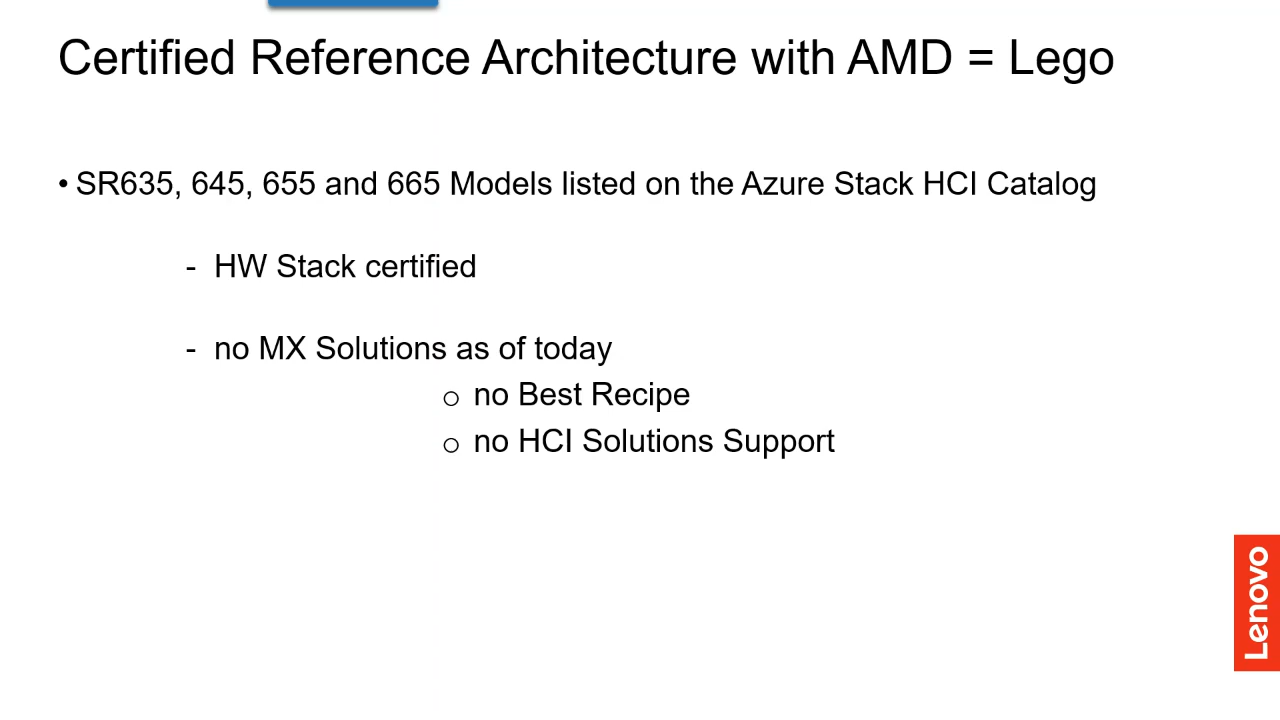 Certified Reference Architecture with AMD = Lego
• SR635, 645, 655 and 665 Models listed on the Azure Stack HCI Catalog
- HW Stack certified
- no MX Solutions as of today
o no Best Recipe
o no HCI Solutions Support
Lenovo